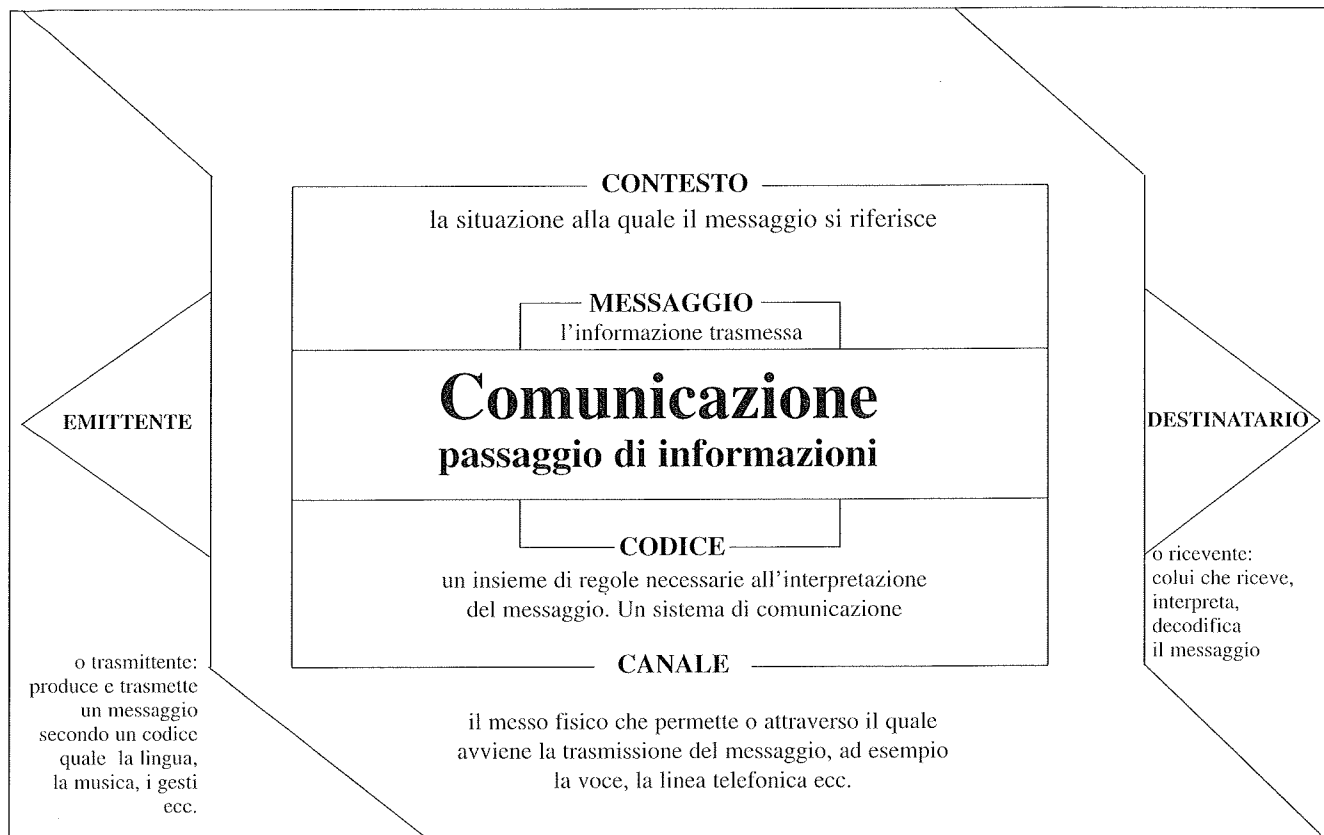 CONTESTO
la situazione alla quale il messaggio si riferisce
MESSAGGIO
l'informazione trasmessa
Comunicazione
passaggio di informazioni
EMITTENTE
DESTINATARIO
CODICE
un insieme di regole necessarie all'interpretazione
del messaggio. Un sistema di comunicazione
o ricevente:
colui che riceve,
interpreta,
decodifica
il messaggio
CANALE
o trasmittente:
produce e trasmette
un messaggio
secondo un codice
quale la lingua,
la musica, i gesti
ecc.
il messo fisico che permette o attraverso il quale
avviene la trasmissione del messaggio, ad esempio
la voce, la linea telefonica ecc.